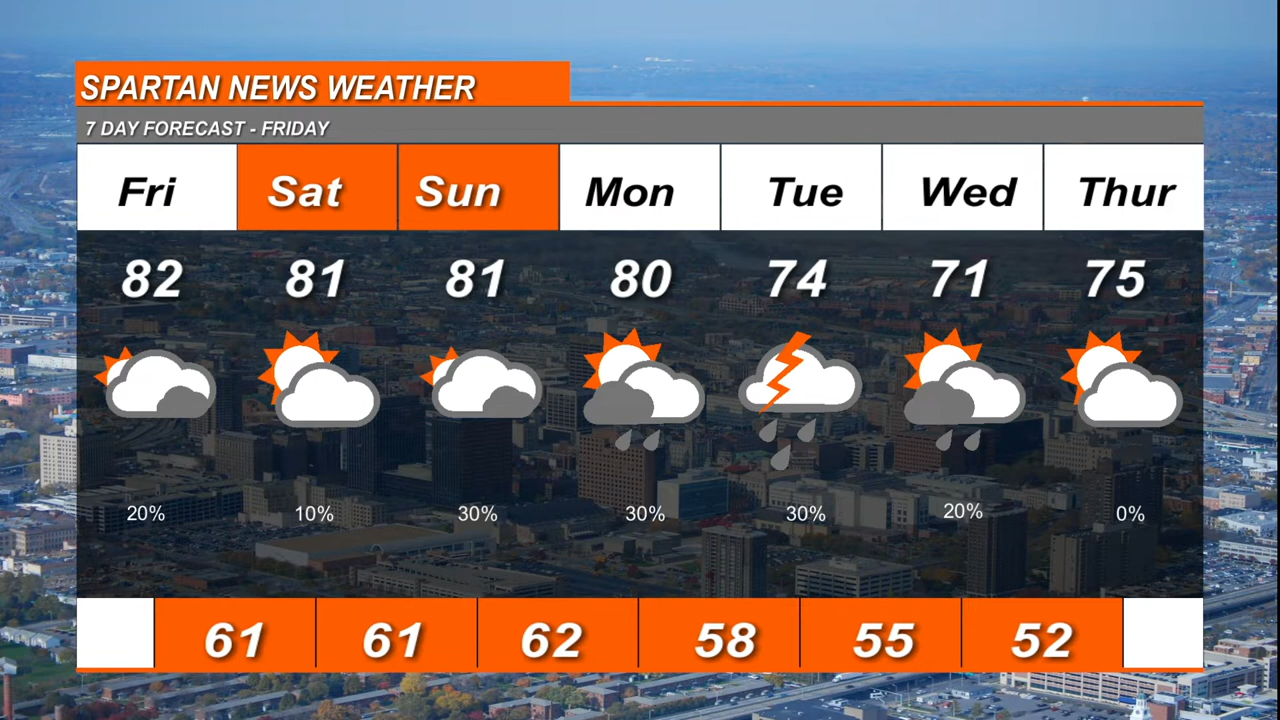 SPARTAN NEWS WEATHER
7 DAY FORECAST - FRIDAY
Fri Sat Sun Mon Tue Wed Thur
82 81 81 80 74 71 75
20% 10% 30% 30% 30% 20% 0%
61 61 62 58 55 52